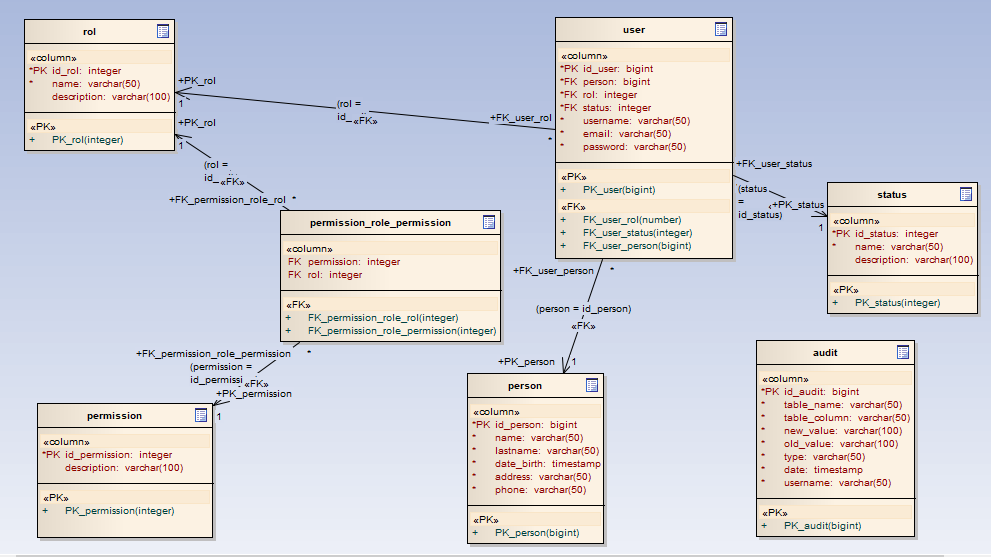 rol
«column»
*PK id_rol: integer
* name: varchar(50)
description: varchar(100)
«PK»
+ PK_rol(integer)
user
«column»
*PK id_user: bigint
*FK person: bigint
*FK rol: integer
*FK status: integer
* username: varchar(50)
* email: varchar(50)
* password: varchar(50)
«PK»
+ PK_user(bigint)
«FK»
+ FK_user_rol(number)
+ FK_user_status(integer)
+ FK_user_person(bigint)
+PK_rol
1
(rol =
id_
«FK»
+FK_user_rol
*
+PK_rol
1
(rol =
id_
«FK»
+FK_permission_role_rol *
+FK_user_status
(status
=
id_status)
+PK_status
1
status
«column»
*PK id_status: integer
* name: varchar(50)
description: varchar(100)
«PK»
+ PK_status(integer)
permission_role_permission
«column»
FK permission: integer
FK rol: integer
«FK»
+ FK_permission_role_rol(integer)
+ FK_permission_role_permission(integer)
+FK_user_person *
(person = id_person)
«FK»
+PK_person 1
+FK_permission_role_permission *
(permission =
id_permissi
«FK»
+PK_permission
1
permission
«column»
*PK id_permission: integer
description: varchar(100)
«PK»
+ PK_permission(integer)
person
«column»
*PK id_person: bigint
* name: varchar(50)
* lastname: varchar(50)
* date_birth: timestamp
* address: varchar(50)
* phone: varchar(50)
«PK»
+ PK_person(bigint)
audit
«column»
*PK id_audit: bigint
* table_name: varchar(50)
* table_column: varchar(50)
* new_value: varchar(100)
* old_value: varchar(100)
* type: varchar(50)
* date: timestamp
* username: varchar(50)
«PK»
+ PK_audit(bigint)